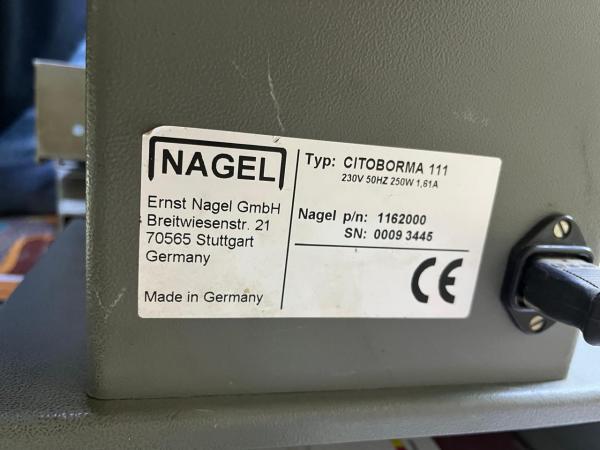 NAGEL
Ernst Nagel GmbH
Breitwiesenstr. 21
70565 Stuttgart
Germany
Made in Germany
Typ: CITOBORMA 111
230V 50HZ 250W 1,61A
Nagel p/n: 1162000
SN: 0009 3445
CE